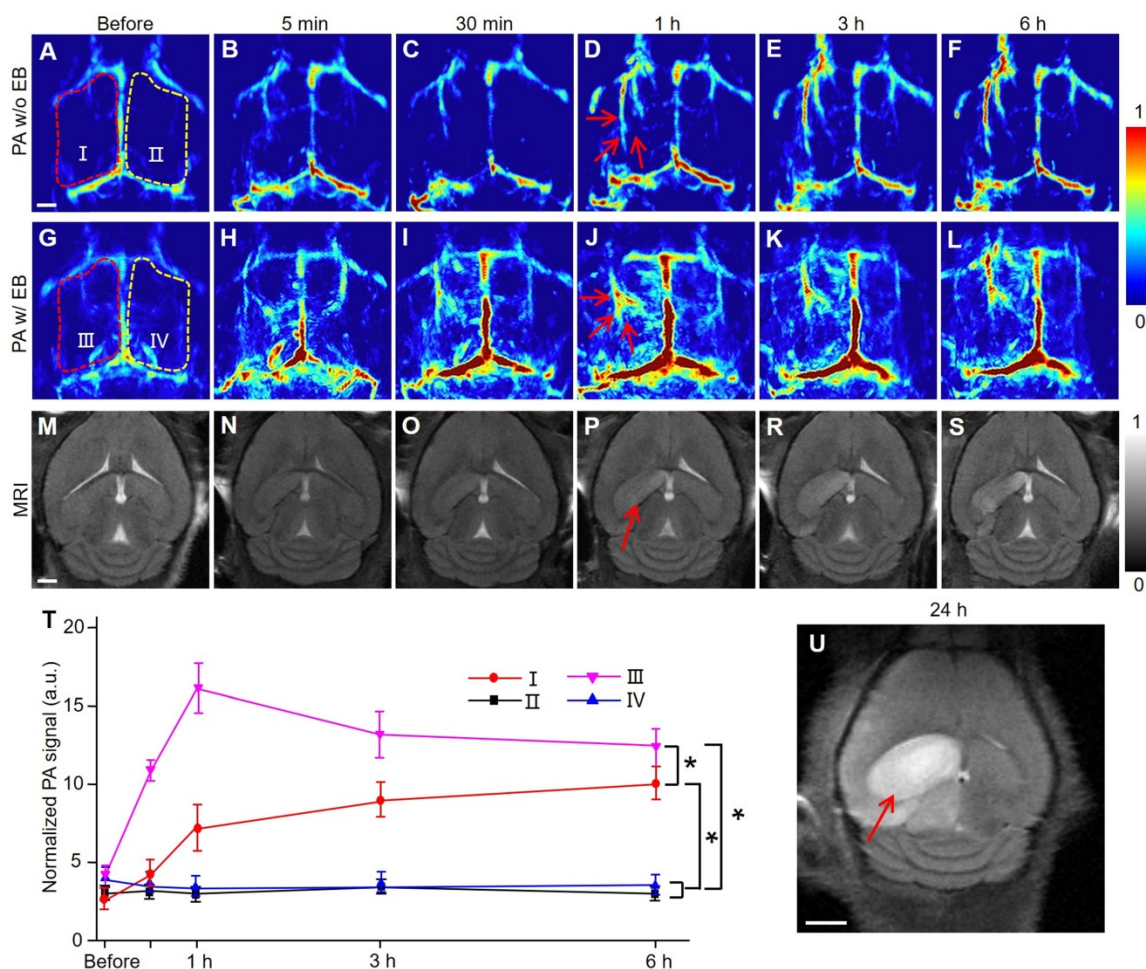 Before 5 min 30 min 1 h 3 h 6 h
PA w/o EB
A B C D E F
I II
1
0
PA w/ EB
G H I J K L
III IV
MRI
M N O P R S
1
0
T
Normalized PA signal (a.u.)
20
15
10
5
0
I III
II IV
*
*
*
Before 1 h 3 h 6 h
24 h
U